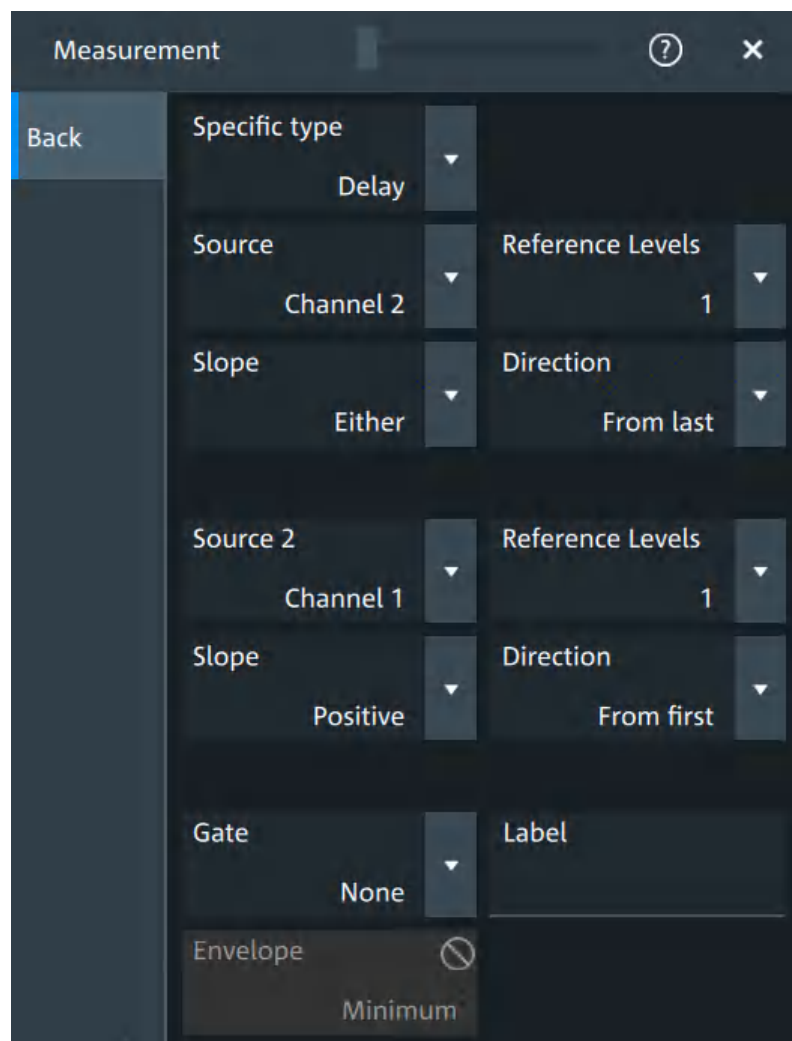 Measurement
Back
Specific type
Delay
Source
Channel 2
Reference Levels
1
Slope
Either
Direction
From last
Source 2
Channel 1
Reference Levels
1
Slope
Positive
Direction
From first
Gate
None
Label
Envelope
Minimum